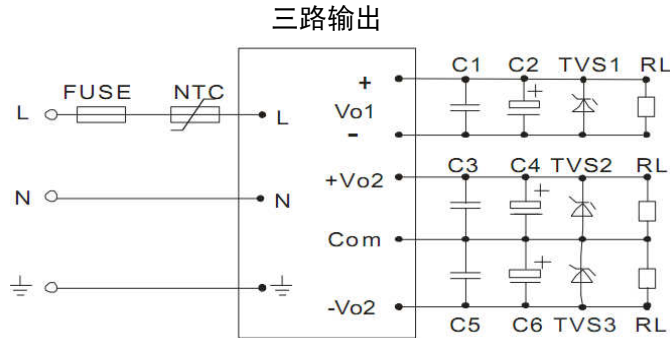 三路输出
C1 C2 TVS1 RL
FUSE NTC
+
L L Vo1
-
C3 C4 TVS2 RL
+Vo2
N N
Com
-Vo2
C5 C6 TVS3 RL